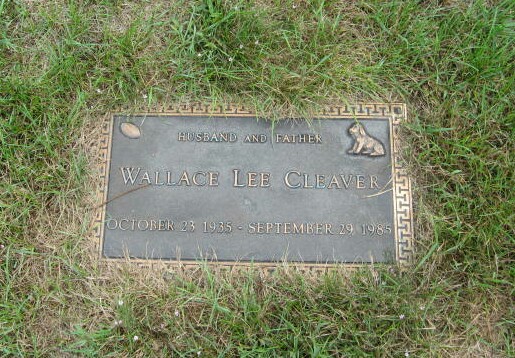 HUSBAND AND FATHER
WALLACE LEE CLEAVER
OCTOBER 23 1935 - SEPTEMBER 29, 1985